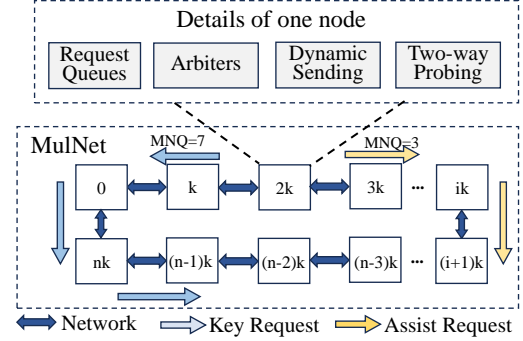 Details of one node
Request Queues
Arbiters
Dynamic Sending
Two-way Probing
MulNet
MNQ=7
MNQ=3
0
k
2k
3k
...
ik
nk
(n-1)k
(n-2)k
(n-3)k
...
(i+1)k
Network
Key Request
Assist Request